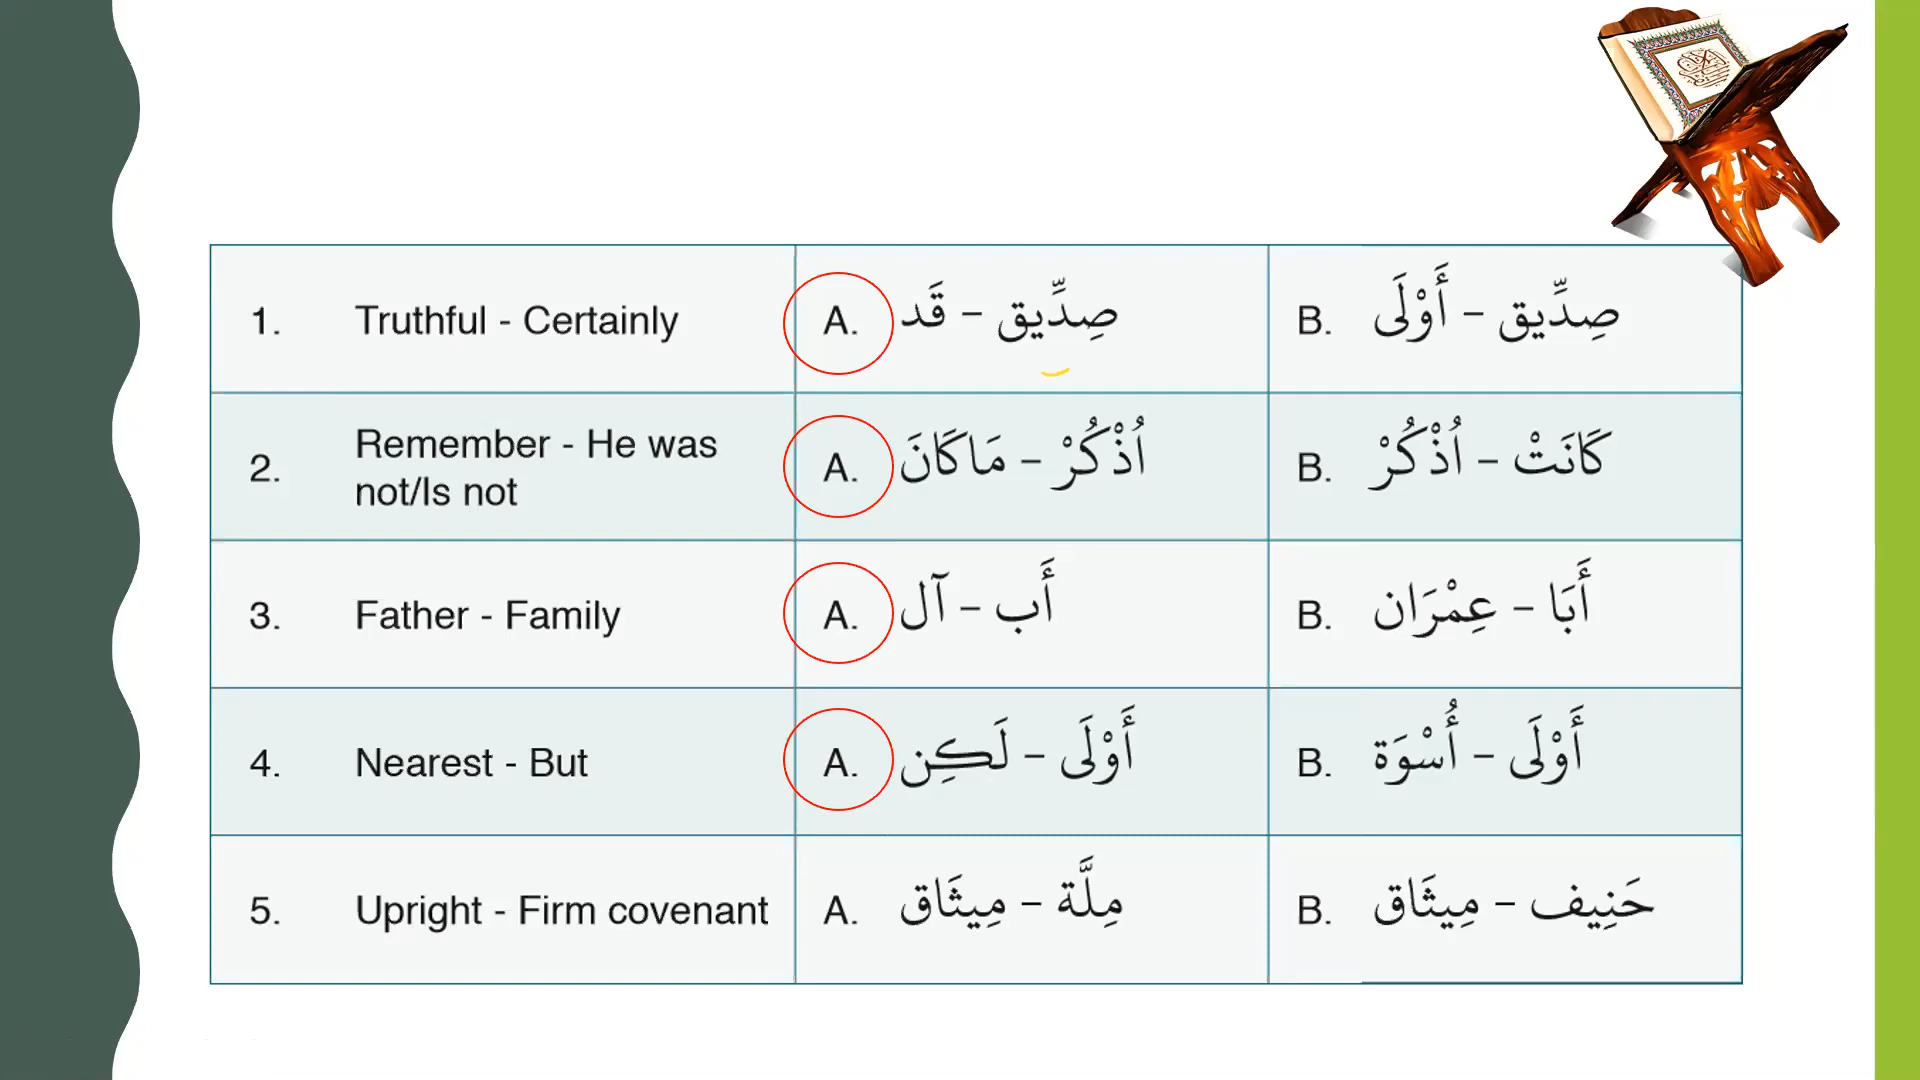 1. Truthful - Certainly A. صِدِّيق – قَد B. صِدِّيق – أَوْلَى
2. Remember - He was
not/Is not A. اُذْكُرْ – مَاكَانَ B. كَانَتْ – اُذْكُرْ
3. Father - Family A. أَب – آل B. أَبَا – عِمْرَان
4. Nearest - But A. أَوْلَى – لَكِن B. أَوْلَى – أُسْوَة
5. Upright - Firm covenant A. مِلَّة – مِيثَاق B. حَنِيف – مِيثَاق